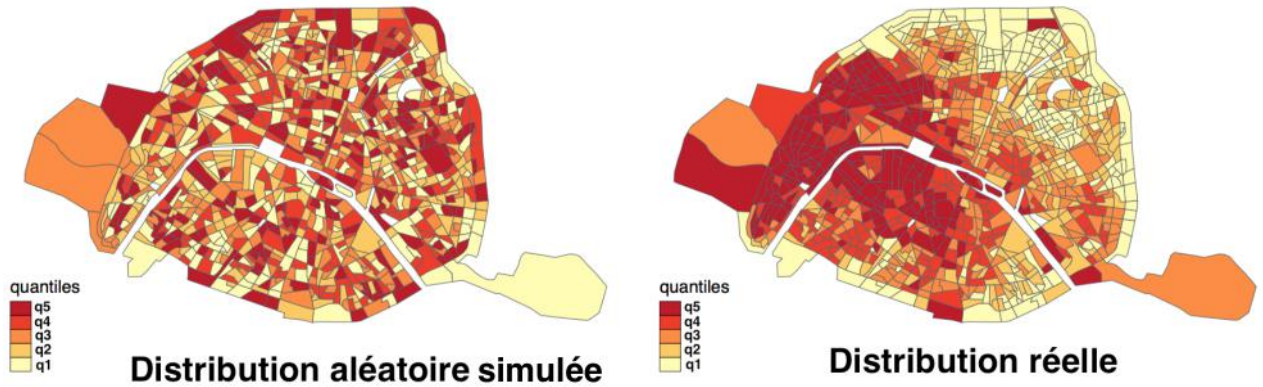 quantiles
q5
q4
q3
q2
q1
Distribution aléatoire simulée
quantiles
q5
q4
q3
q2
q1
Distribution réelle